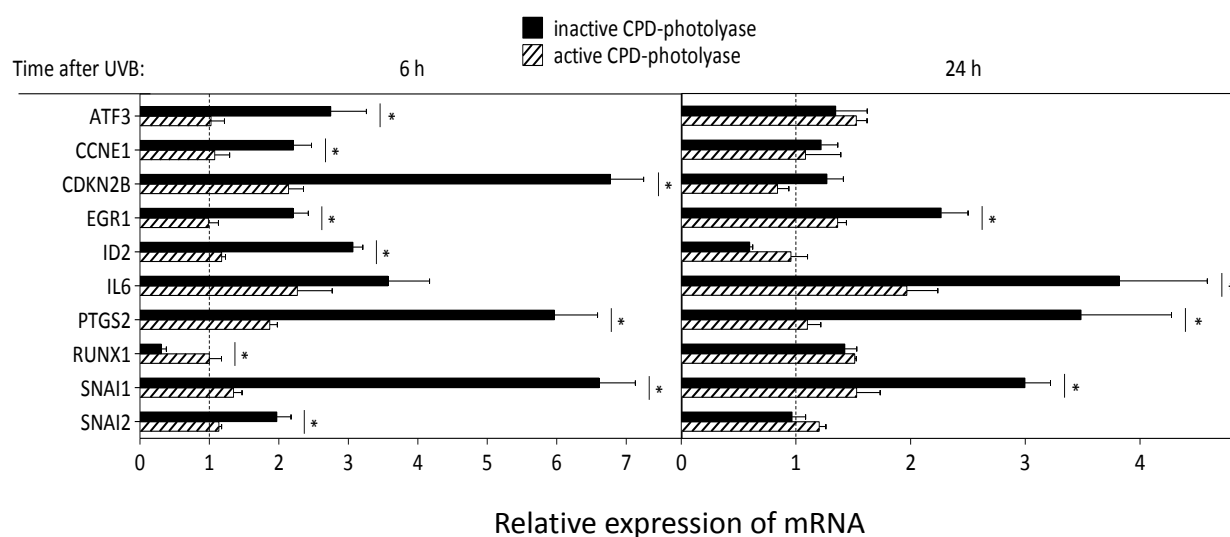 inactive CPD-photolyase
active CPD-photolyase
Time after UVB: 6 h 24 h
ATF3 *
CCNE1 *
CDKN2B *
EGR1 * *
ID2 *
IL6
PTGS2 * *
RUNX1 *
SNAI1 * *
SNAI2 *
0 1 2 3 4 5 6 7 0 1 2 3 4
Relative expression of mRNA